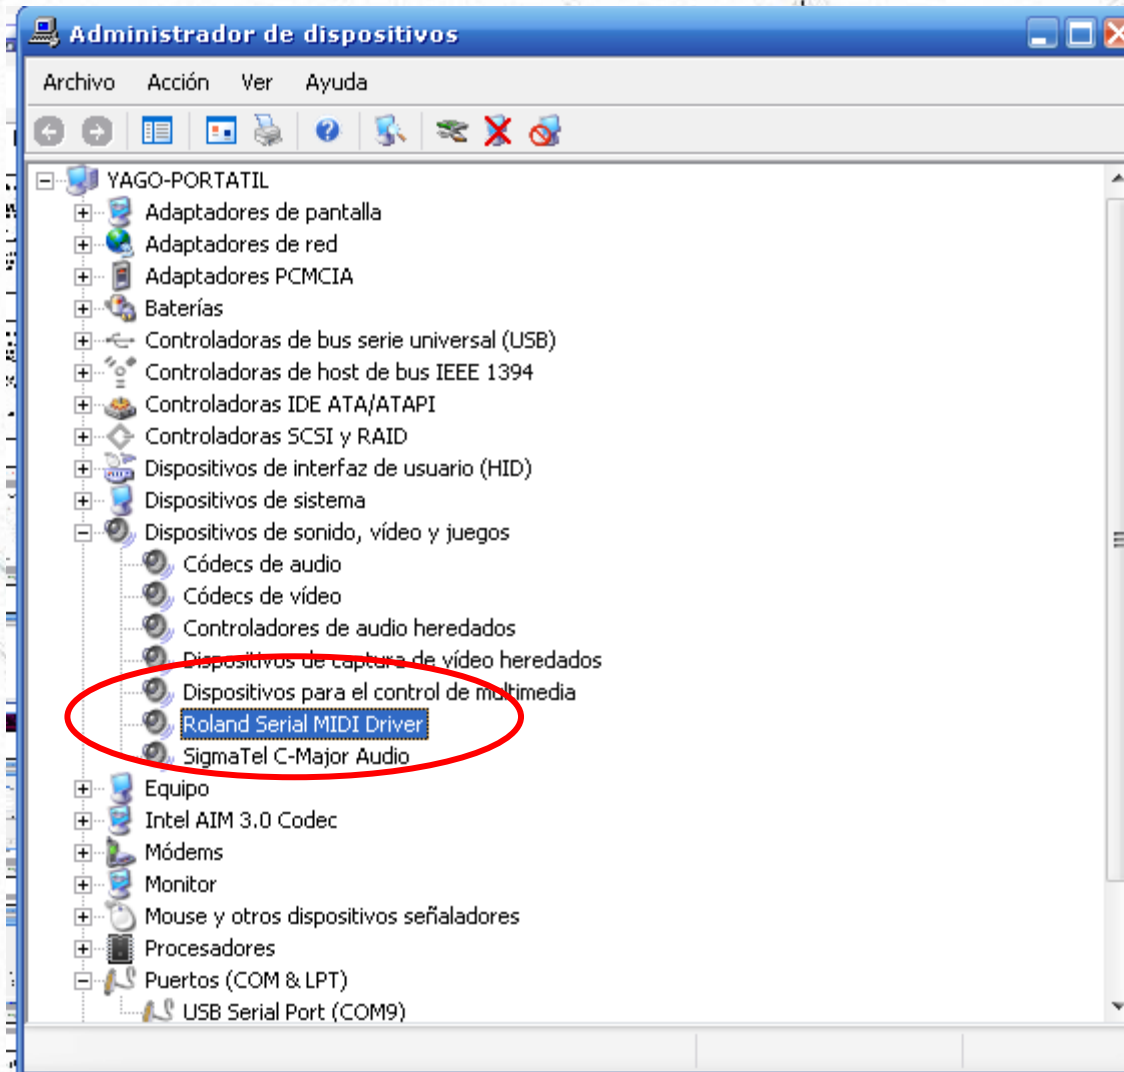 Administrador de dispositivos
Archivo Acción Ver Ayuda
YAGO-PORTATIL
Adaptadores de pantalla
Adaptadores de red
Adaptadores PCMCIA
Baterías
Controladoras de bus serie universal (USB)
Controladoras de host de bus IEEE 1394
Controladoras IDE ATA/ATAPI
Controladoras SCSI y RAID
Dispositivos de interfaz de usuario (HID)
Dispositivos de sistema
Dispositivos de sonido, vídeo y juegos
Códecs de audio
Códecs de vídeo
Controladores de audio heredados
Dispositivos de captura de vídeo heredados
Dispositivos para el control de multimedia
Roland Serial MIDI Driver
SigmaTel C-Major Audio
Equipo
Intel AIM 3.0 Codec
Módems
Monitor
Mouse y otros dispositivos señaladores
Procesadores
Puertos (COM & LPT)
USB Serial Port (COM9)